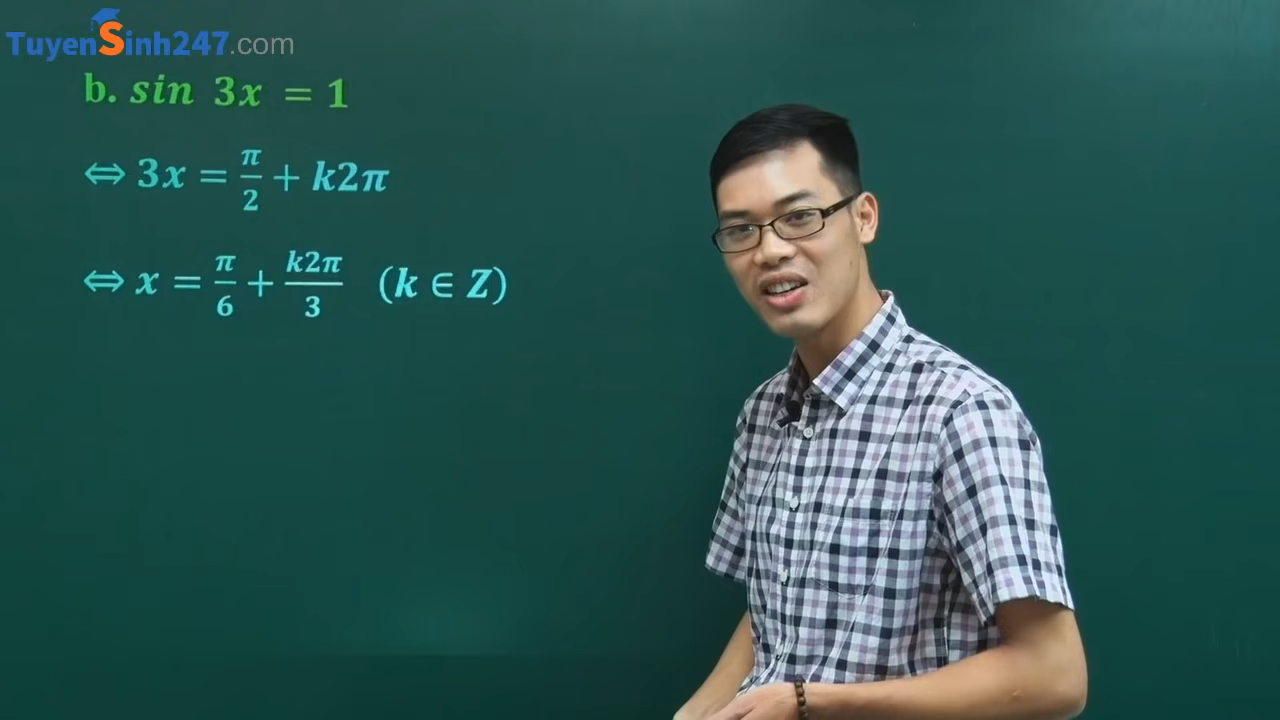 TuyenSinh247.com
b. sin 3x = 1
⇔ 3x = π/2 + k2π
⇔ x = π/6 + k2π/3 (k ∈ Z)